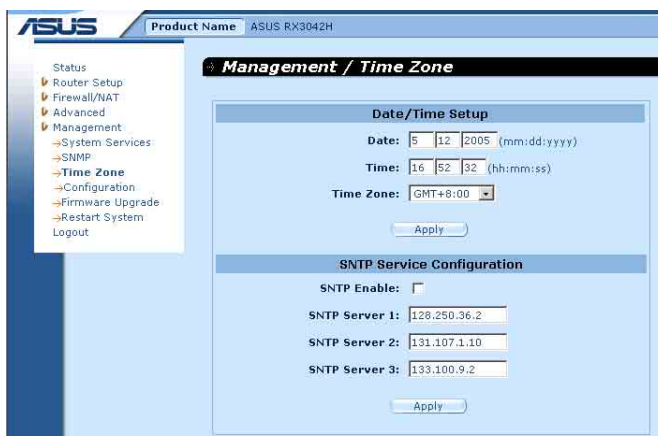 ASUS
Product Name ASUS RX3042H
Status
Router Setup
Firewall/NAT
Advanced
Management
→System Services
→SNMP
→Time Zone
→Configuration
→Firmware Upgrade
→Restart System
Logout
Management / Time Zone
Date/Time Setup
Date: 5 12 2005 (mm:dd:yyyy)
Time: 16 52 32 (hh:mm:ss)
Time Zone: GMT+8:00
Apply
SNTP Service Configuration
SNTP Enable:
SNTP Server 1: 128.250.36.2
SNTP Server 2: 131.107.1.10
SNTP Server 3: 133.100.9.2
Apply